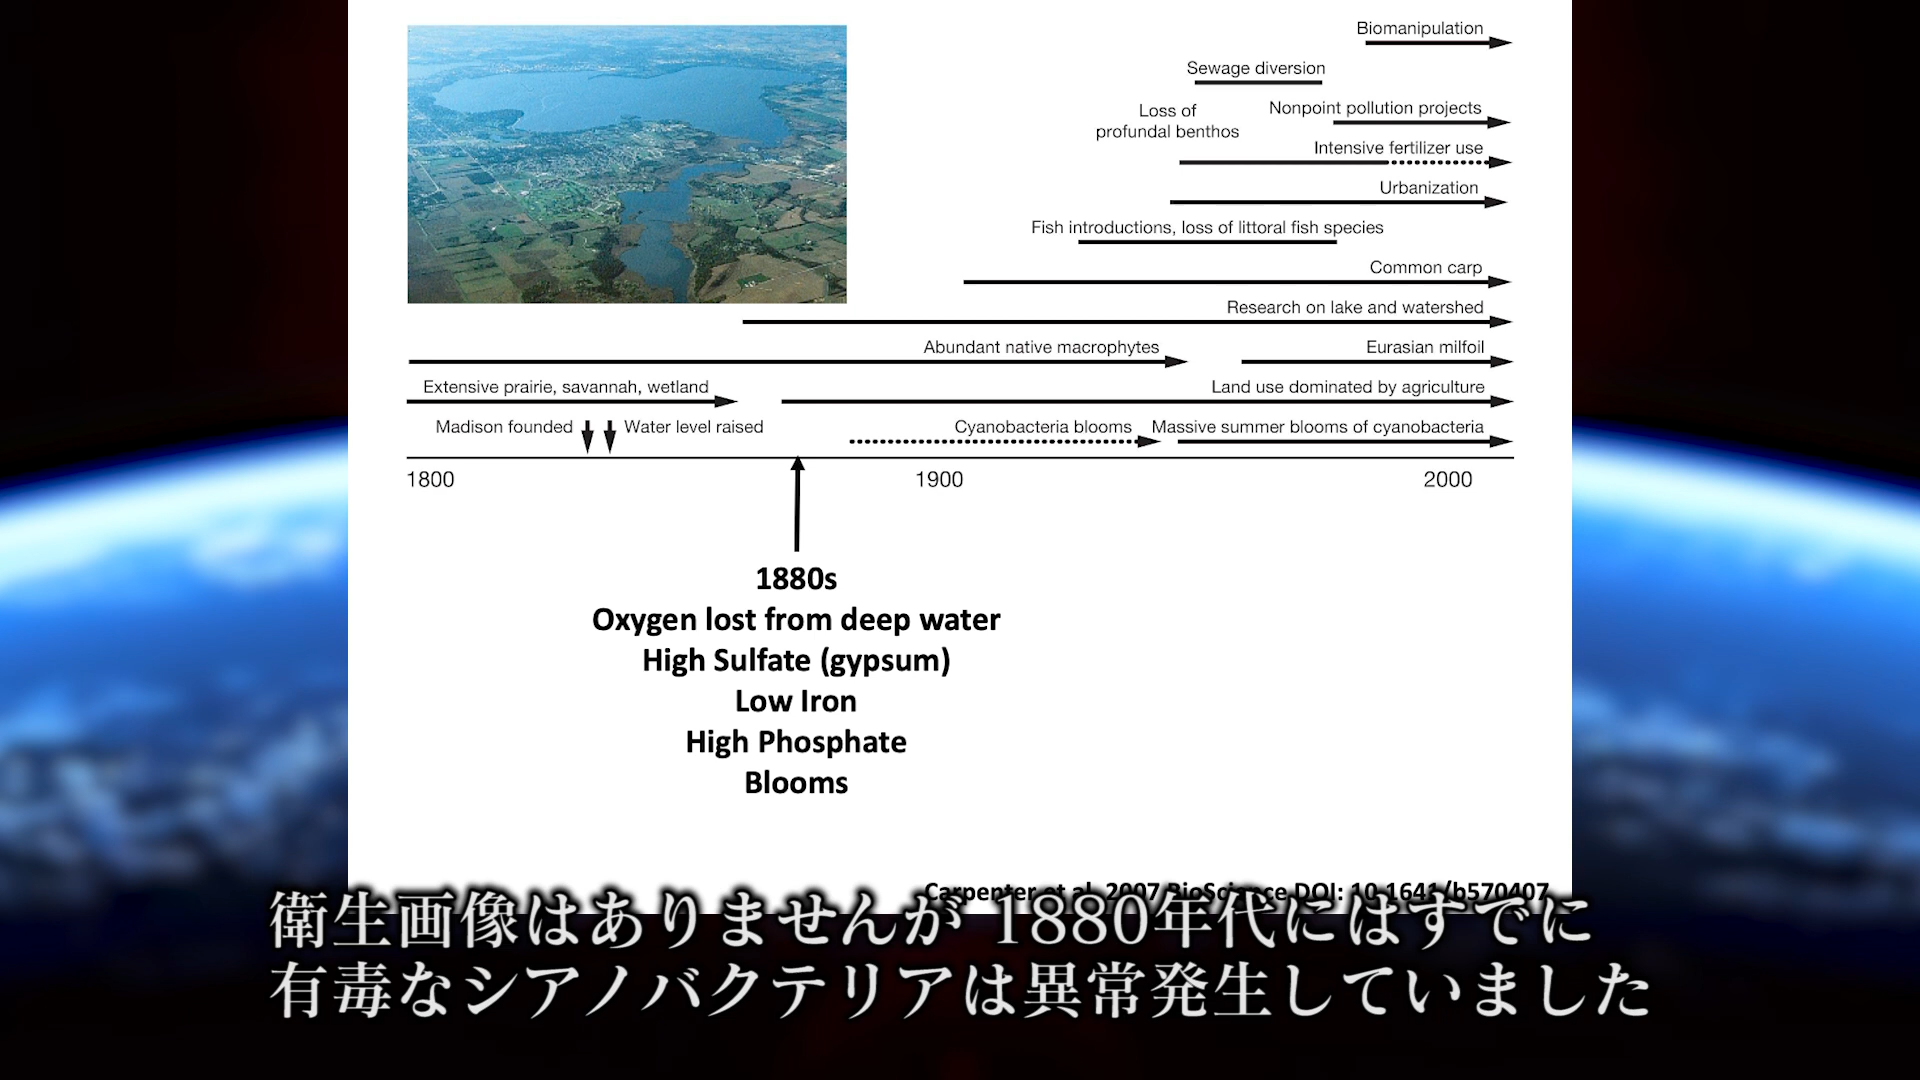 Biomanipulation
Sewage diversion
Loss of
profundal benthos
Nonpoint pollution projects
Intensive fertilizer use
Urbanization
Fish introductions, loss of littoral fish species
Common carp
Research on lake and watershed
Abundant native macrophytes
Eurasian milfoil
Extensive prairie, savannah, wetland
Land use dominated by agriculture
Madison founded
Water level raised
Cyanobacteria blooms
Massive summer blooms of cyanobacteria
1800
1900
2000
1880s
Oxygen lost from deep water
High Sulfate (gypsum)
Low Iron
High Phosphate
Blooms
Carpenter et al. 2007 BioScience DOI: 10.1641/b570407
衛生画像はありませんが 1880年代にはすでに
有毒なシアノバクテリアは異常発生していました